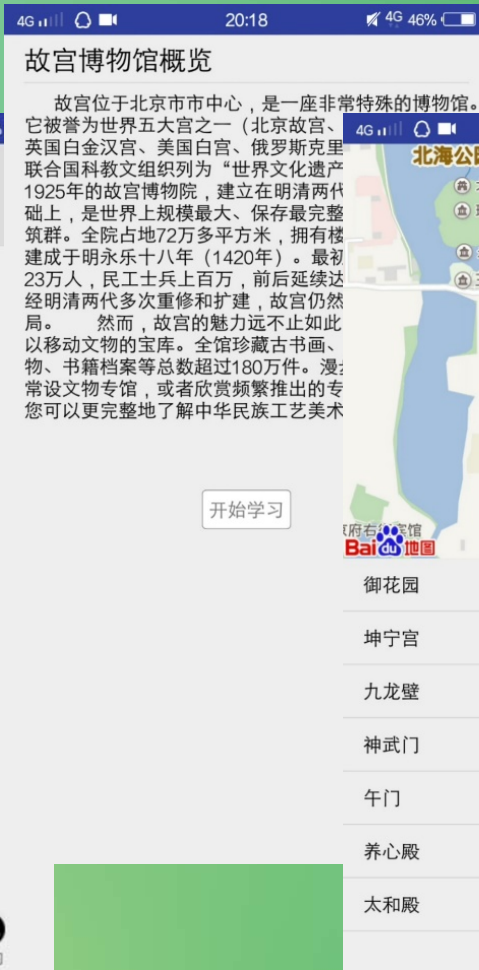 4G 20:18 4G 46%
故宫博物馆概览
故宫位于北京市市中心，是一座非常特殊的博物馆。
它被誉为世界五大宫之一（北京故宫、
英国白金汉宫、美国白宫、俄罗斯克里
联合国科教文组织列为“世界文化遗产
1925年的故宫博物院，建立在明清两代
础上，是世界上规模最大、保存最完整
筑群。全院占地72万多平方米，拥有楼
建成于明永乐十八年（1420年）。最初
23万人，民工士兵上百万，前后延续达
经明清两代多次重修和扩建，故宫仍然
局。 然而，故宫的魅力远不止如此
以移动文物的宝库。全馆珍藏古书画、
物、书籍档案等总数超过180万件。漫
常设文物专馆，或者欣赏频繁推出的专
您可以更完整地了解中华民族工艺美术
开始学习
4G
北海公园
府右
宾馆
Bai du 地图
御花园
坤宁宫
九龙壁
神武门
午门
养心殿
太和殿